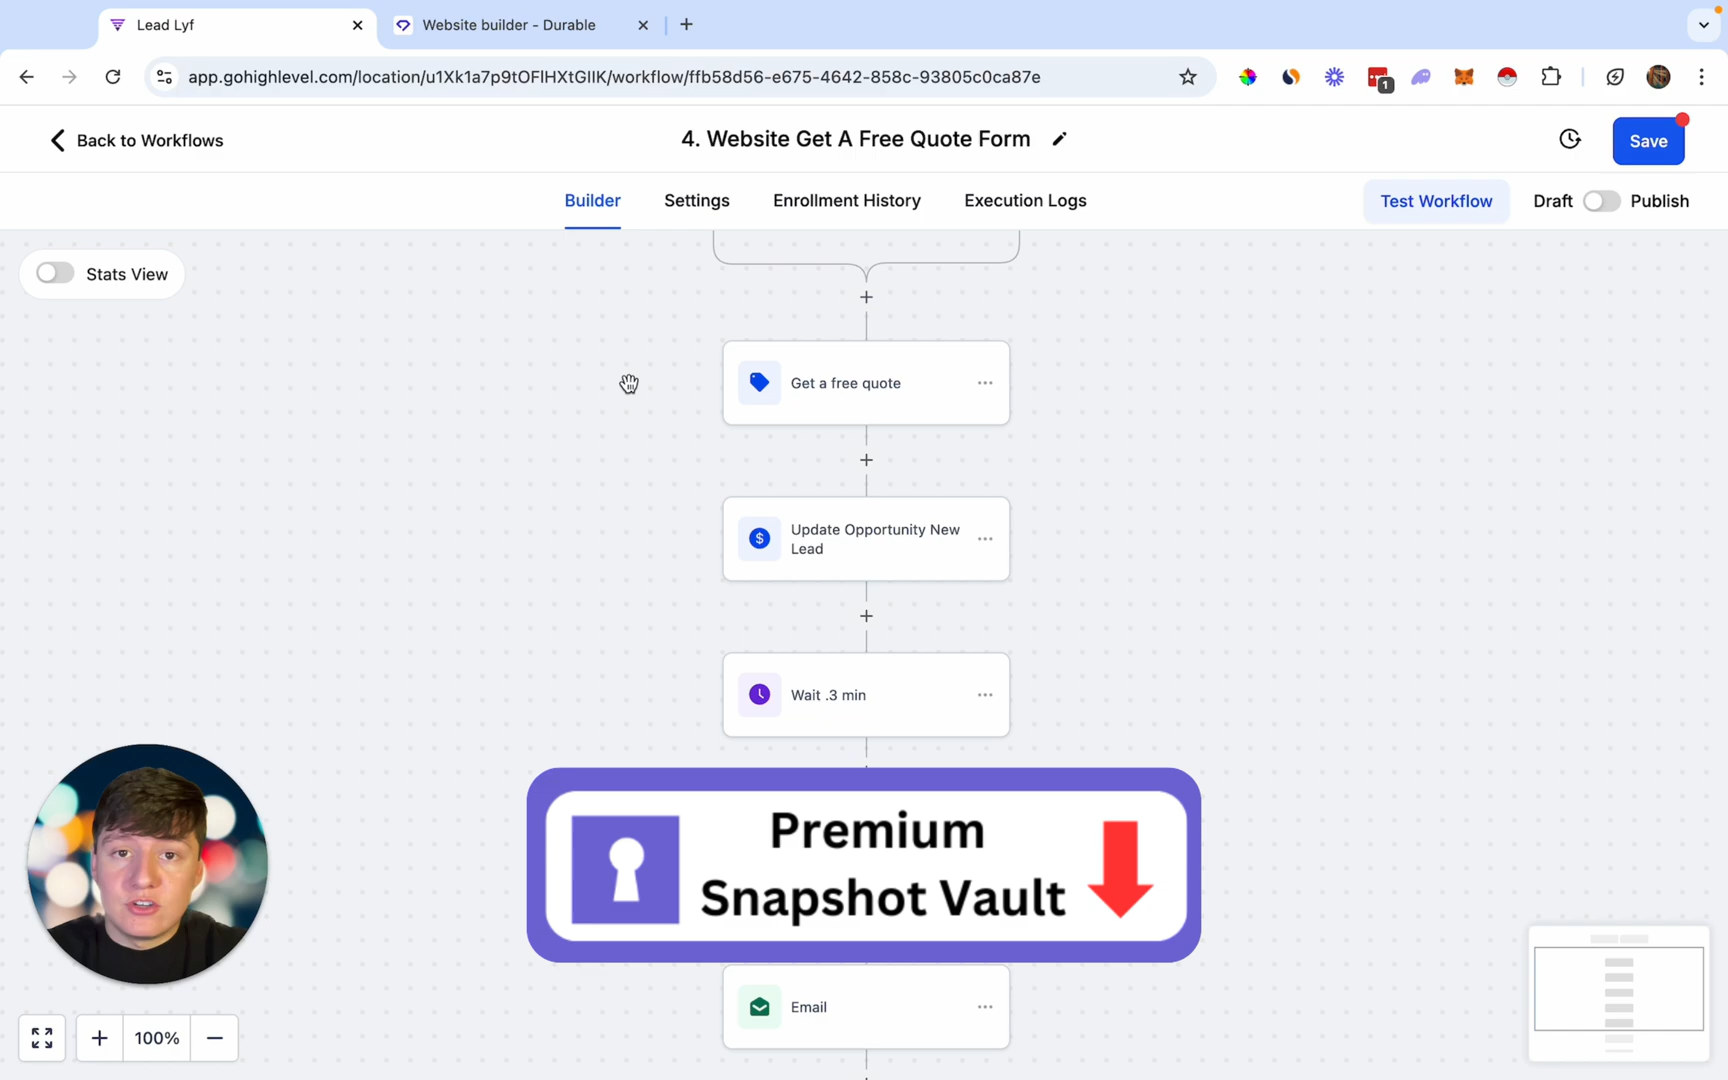 Lead Lyf
Website builder - Durable
app.gohighlevel.com/location/u1Xk1a7p9tOFIHXtGIIK/workflow/ffb58d56-e675-4642-858c-93805c0ca87e
1
Back to Workflows
4. Website Get A Free Quote Form
Save
Builder
Settings
Enrollment History
Execution Logs
Test Workflow
Draft
Publish
Stats View
Get a free quote
$
Update Opportunity New
Lead
Wait .3 min
Premium
Snapshot Vault
Email
100%